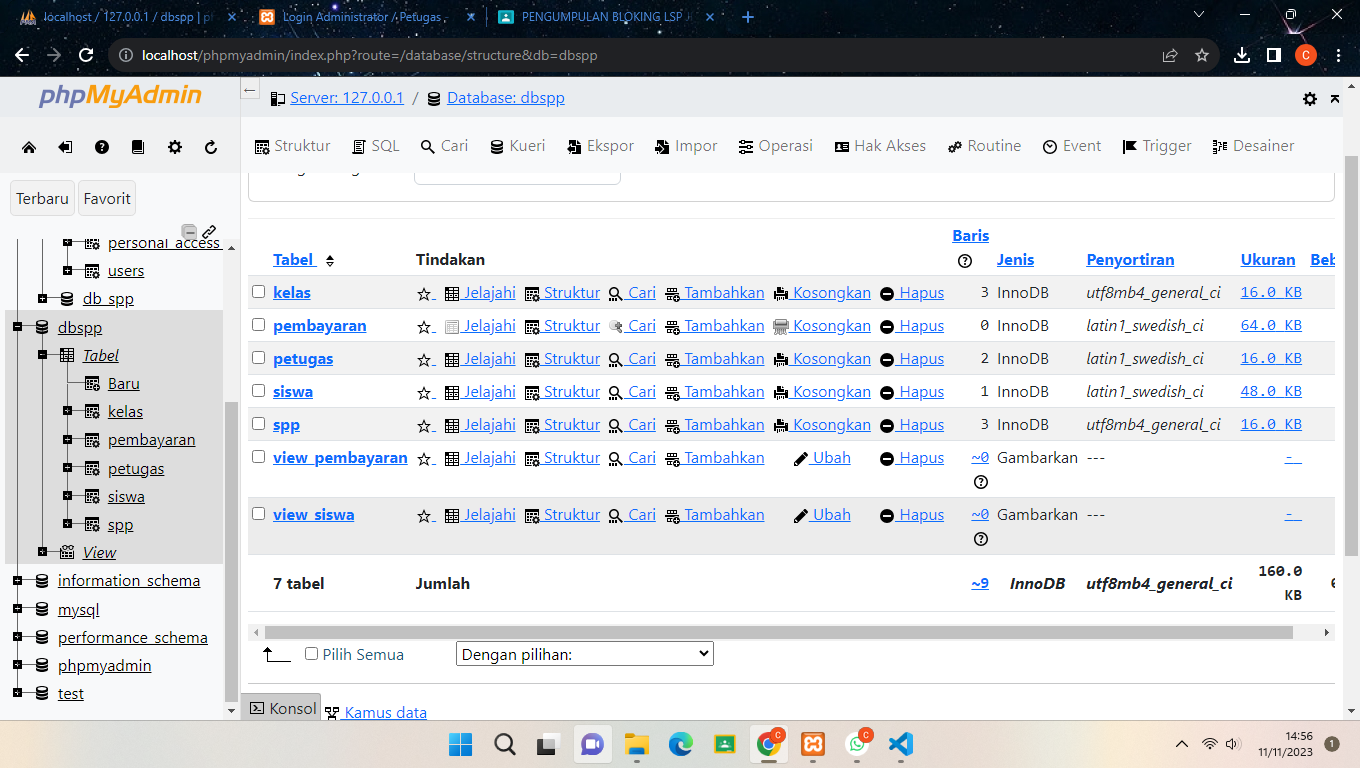 localhost / 127.0.0.1 / dbspp | p
Login Administrator / Petugas
PENGUMPULAN BLOKING LSP
localhost/phpmyadmin/index.php?route=/database/structure&db=dbspp
C
phpMyAdmin
Server: 127.0.0.1 / Database: dbspp
Struktur SQL Cari Kueri Ekspor Impor Operasi Hak Akses Routine Event Trigger Desainer
Terbaru Favorit
personal_access_
users
db_spp
dbspp
Tabel
Baru
kelas
pembayaran
petugas
siswa
spp
View
information_schema
mysql
performance_schema
phpmyadmin
test
Tabel Tindakan Baris Jenis Penyortiran Ukuran Beb
kelas Jelajahi Struktur Cari Tambahkan Kosongkan Hapus 3 InnoDB utf8mb4_general_ci 16.0 KB
pembayaran Jelajahi Struktur Cari Tambahkan Kosongkan Hapus 0 InnoDB latin1_swedish_ci 64.0 KB
petugas Jelajahi Struktur Cari Tambahkan Kosongkan Hapus 2 InnoDB latin1_swedish_ci 16.0 KB
siswa Jelajahi Struktur Cari Tambahkan Kosongkan Hapus 1 InnoDB latin1_swedish_ci 48.0 KB
spp Jelajahi Struktur Cari Tambahkan Kosongkan Hapus 3 InnoDB utf8mb4_general_ci 16.0 KB
view_pembayaran Jelajahi Struktur Cari Tambahkan Ubah Hapus ~0 Gambarkan --- -
view_siswa Jelajahi Struktur Cari Tambahkan Ubah Hapus ~0 Gambarkan --- -
7 tabel Jumlah ~9 InnoDB utf8mb4_general_ci 160.0 KB
Pilih Semua Dengan pilihan:
Konsol Kamus data
14:56
11/11/2023
1